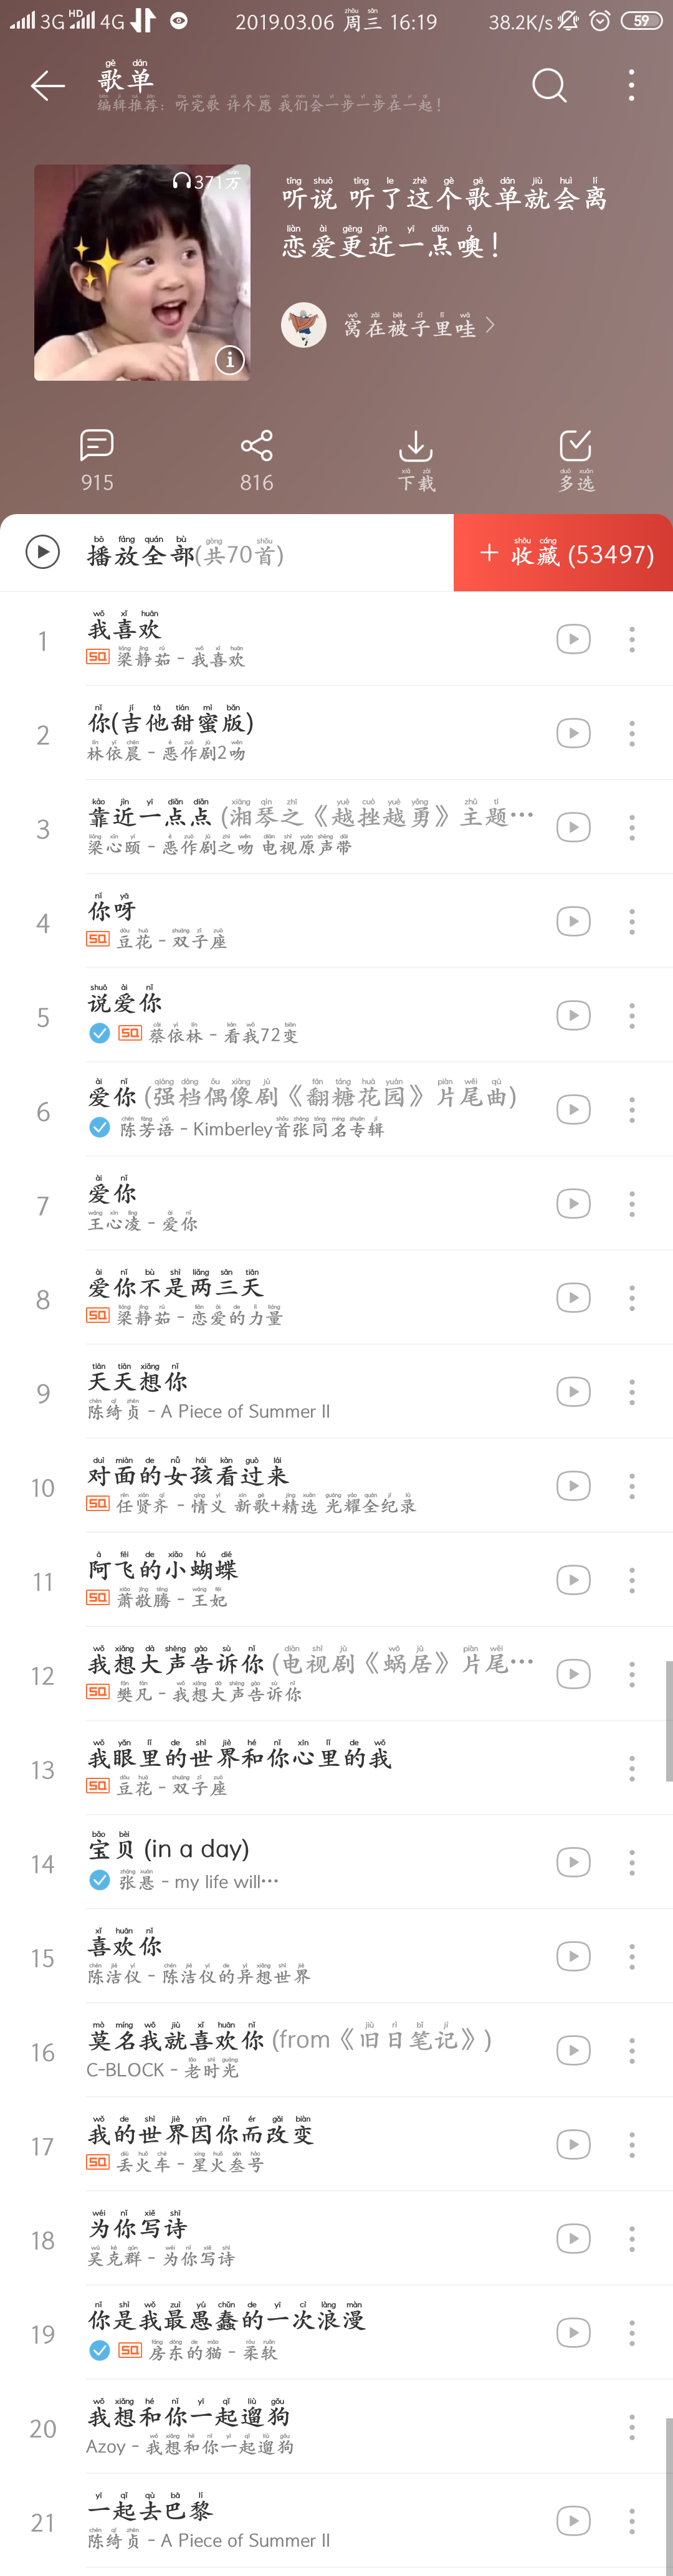 3G HD 4G 2019.03.06 周三 16:19 38.2K/s 59
歌单
编辑推荐：听完歌 许个愿 我们会一步一步在一起！
371万
听说 听了这个歌单就会离
恋爱更近一点噢！
窝在被子里哇
915 816 下载 多选
播放全部(共70首) + 收藏 (53497)
1 我喜欢
SQ 梁静茹 - 我喜欢
2 你(吉他甜蜜版)
林依晨 - 恶作剧2吻
3 靠近一点点 (湘琴之《越挫越勇》主题…
梁心颐 - 恶作剧之吻 电视原声带
4 你呀
SQ 豆花 - 双子座
5 说爱你
SQ 蔡依林 - 看我72变
6 爱你 (强档偶像剧《翻糖花园》片尾曲)
陈芳语 - Kimberley首张同名专辑
7 爱你
王心凌 - 爱你
8 爱你不是两三天
SQ 梁静茹 - 恋爱的力量
9 天天想你
陈绮贞 - A Piece of Summer II
10 对面的女孩看过来
SQ 任贤齐 - 情义 新歌+精选 光耀全纪录
11 阿飞的小蝴蝶
SQ 萧敬腾 - 王妃
12 我想大声告诉你 (电视剧《蜗居》片尾…
SQ 樊凡 - 我想大声告诉你
13 我眼里的世界和你心里的我
SQ 豆花 - 双子座
14 宝贝 (in a day)
张悬 - my life will…
15 喜欢你
陈洁仪 - 陈洁仪的异想世界
16 莫名我就喜欢你 (from《旧日笔记》)
C-BLOCK - 老时光
17 我的世界因你而改变
SQ 丢火车 - 星火叁号
18 为你写诗
吴克群 - 为你写诗
19 你是我最愚蠢的一次浪漫
SQ 房东的猫 - 柔软
20 我想和你一起遛狗
Azoy - 我想和你一起遛狗
21 一起去巴黎
陈绮贞 - A Piece of Summer II